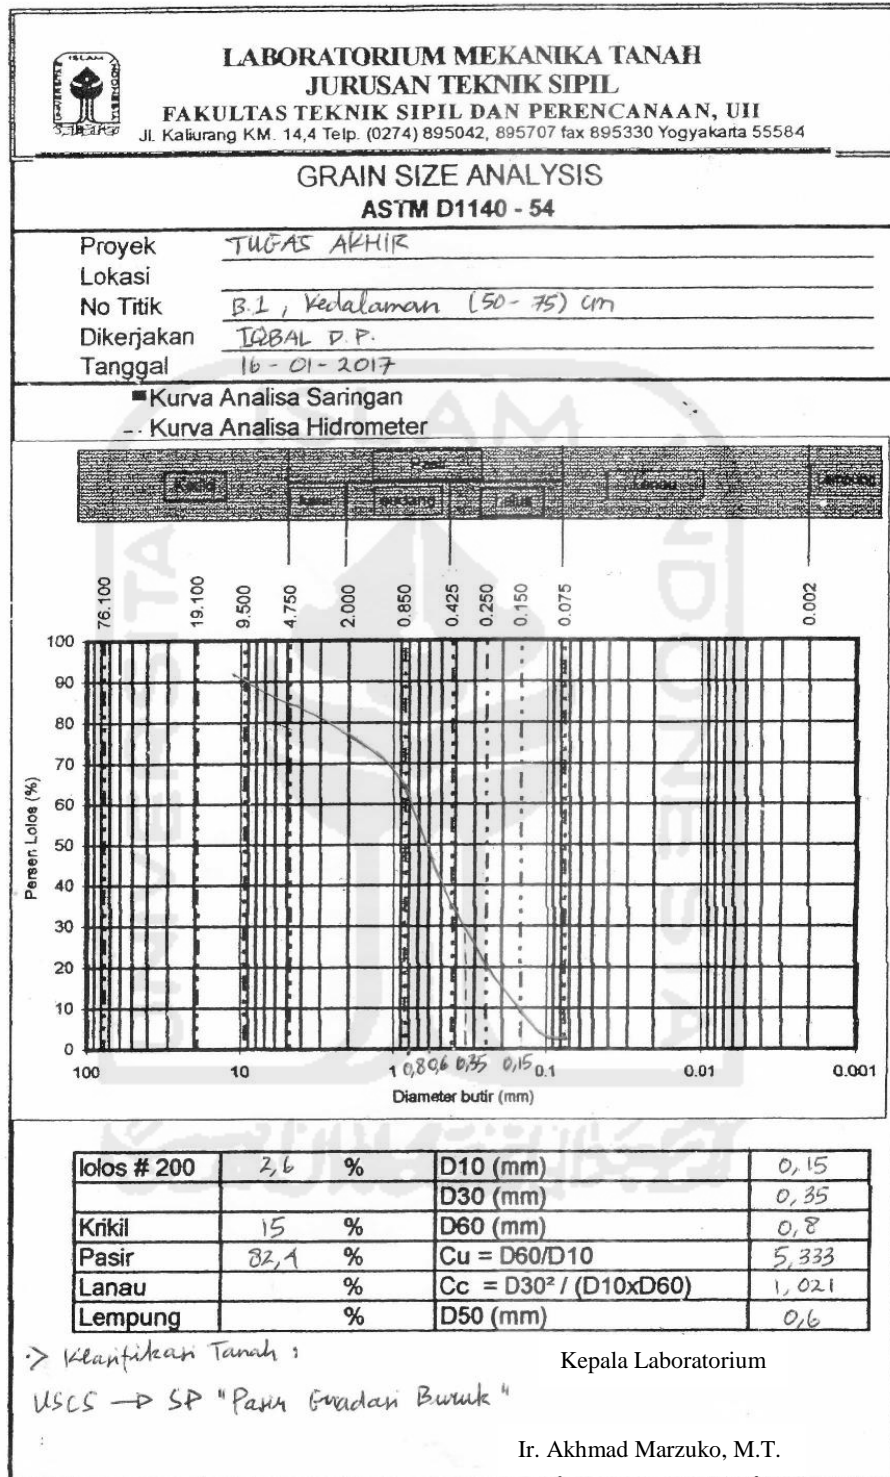 LABORATORIUM MEKANIKA TANAH
JURUSAN TEKNIK SIPIL
FAKULTAS TEKNIK SIPIL DAN PERENCANAAN, UII
Jl. Kaliurang KM. 14,4 Telp. (0274) 895042, 895707 fax 895330 Yogyakarta 55584
ISLAM
GRAIN SIZE ANALYSIS
ASTM D1140 - 54
Proyek TUGAS AKHIR
Lokasi
No Titik B.1, Kedalaman (50 - 75) cm
Dikerjakan IQBAL D.P.
Tanggal 16 - 01 - 2017
Kurva Analisa Saringan
Kurva Analisa Hidrometer
Pasir
Lanau
76.100 19.100 9.500 4.750 2.000 0.850 0.425 0.250 0.150 0.075 0.002
Persen Lolos (%)
100
90
80
70
60
50
40
30
20
10
0
100 10 1 0,8 0,6 0,35 0,15 0.1 0.01 0.001
Diameter butir (mm)
UNIVERSITAS ISLAM INDONESIA
lolos # 200 2,6 % D10 (mm) 0,15
D30 (mm) 0,35
Krikil 15 % D60 (mm) 0,8
Pasir 82,4 % Cu = D60/D10 5,333
Lanau % Cc = D30² / (D10xD60) 1,021
Lempung % D50 (mm) 0,6
-> Klasifikasi Tanah :
USCS → SP "Pasir Gradasi Buruk"
Kepala Laboratorium
Ir. Akhmad Marzuko, M.T.